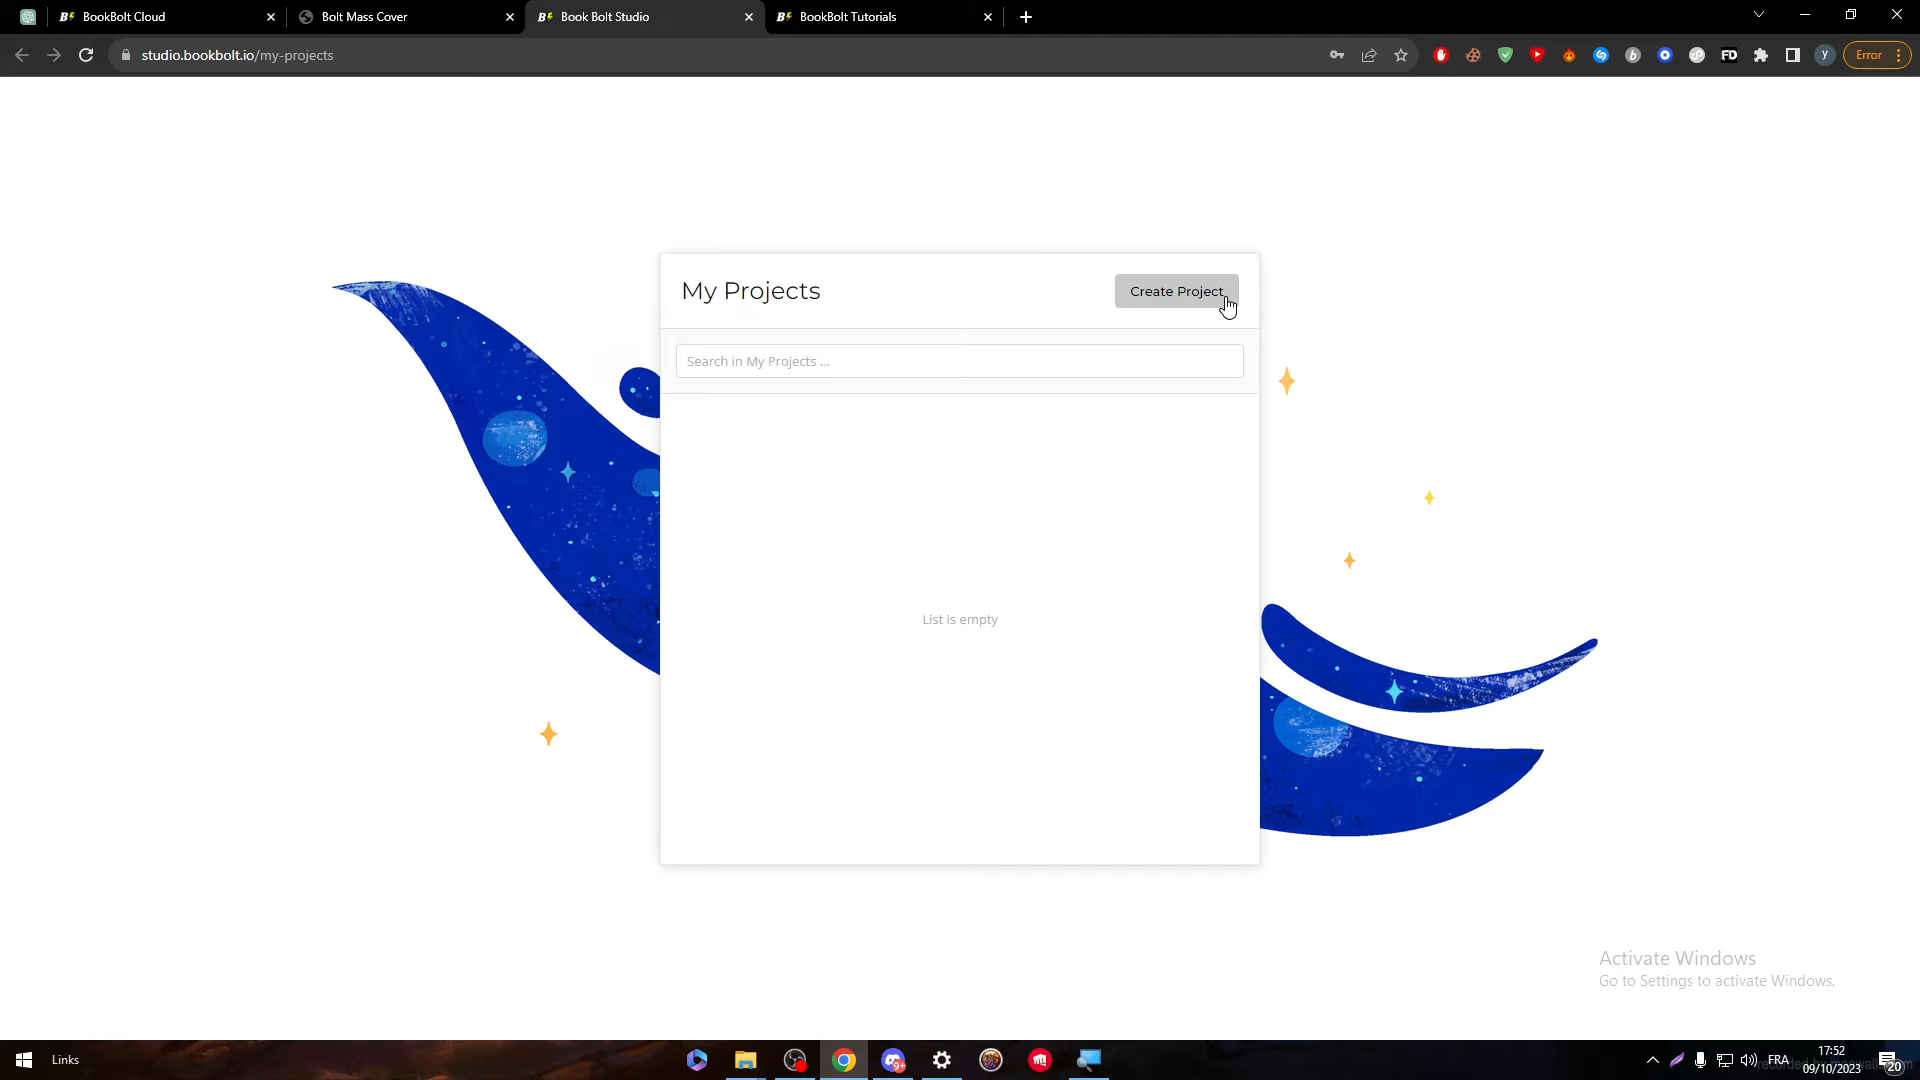 BookBolt Cloud
Bolt Mass Cover
Book Bolt Studio
BookBolt Tutorials
studio.bookbolt.io/my-projects
FD
y
Error
My Projects
Create Project
Search in My Projects ...
List is empty
Activate Windows
Go to Settings to activate Windows.
Links
9+
FRA
17:52
09/10/2023
20